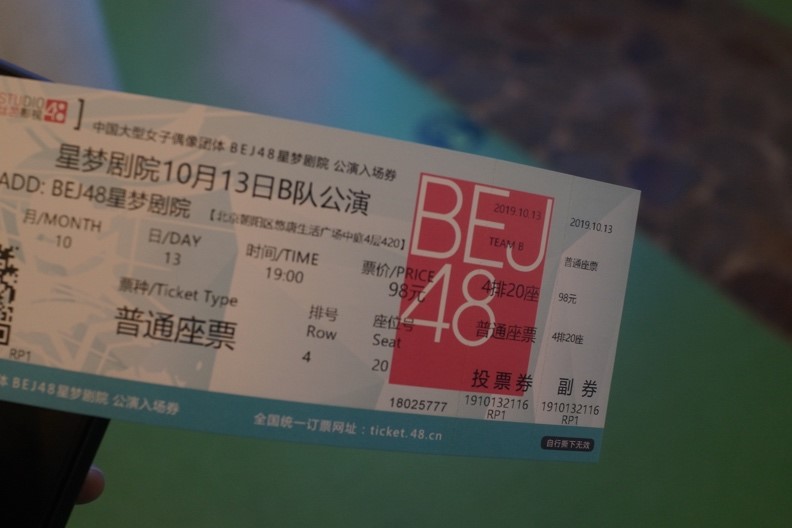 STUDIO 48
影视
中国大型女子偶像团体 BEJ48星梦剧院 公演入场券
星梦剧院10月13日B队公演
ADD: BEJ48星梦剧院 【北京朝阳区悠唐生活广场中庭4层420】
月/MONTH
10
日/DAY
13
时间/TIME
19:00
票价/PRICE
98元
票种/Ticket Type
普通座票
排号
Row
4
座位号
Seat
20
RP1
BEJ
48
2019.10.13
TEAM B
4排20座
普通座票
投票券
18025777
1910132116
RP1
2019.10.13
普通座票
98元
4排20座
副 券
1910132116
RP1
体 BEJ48星梦剧院 公演入场券
全国统一订票网址：ticket.48.cn
自行撕下无效